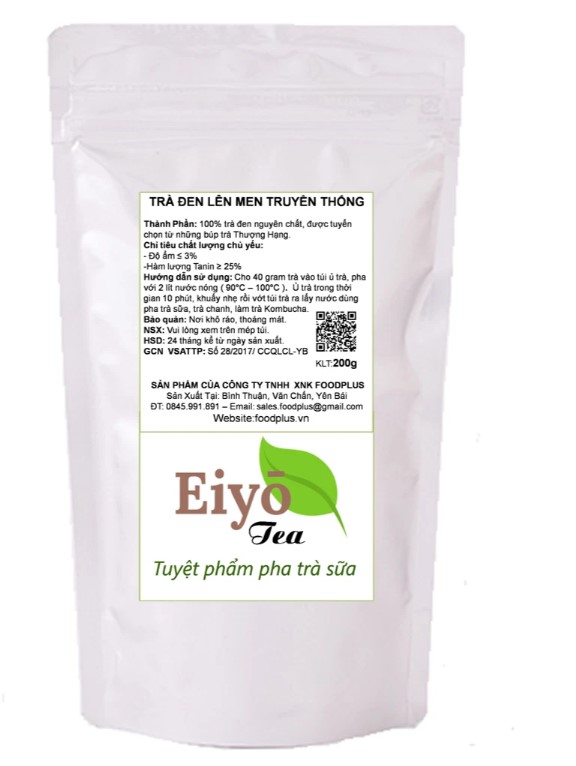 TRÀ ĐEN LÊN MEN TRUYỀN THỐNG
Thành Phần: 100% trà đen nguyên chất, được tuyển
chọn từ những búp trà Thượng Hạng.
Chỉ tiêu chất lượng chủ yếu:
- Độ ẩm ≤ 3%
-Hàm lượng Tanin ≥ 25%
Hướng dẫn sử dụng: Cho 40 gram trà vào túi ủ trà, pha
với 2 lít nước nóng ( 90°C – 100°C ). Ủ trà trong thời
gian 10 phút, khuấy nhẹ rồi vớt túi trà ra lấy nước dùng
pha trà sữa, trà chanh, làm trà Kombucha.
Bảo quản: Nơi khô ráo, thoáng mát.
NSX: Vui lòng xem trên mép túi.
HSD: 24 tháng kể từ ngày sản xuất.
GCN VSATTP: Số 28/2017/ CCQLCL-YB
KLT:200g
SẢN PHẨM CỦA CÔNG TY TNHH XNK FOODPLUS
Sản Xuất Tại: Bình Thuận, Văn Chấn, Yên Bái
ĐT: 0845.991.891 – Email: sales.foodplus@gmail.com
Website:foodplus.vn
Eiyō
Tea
Tuyệt phẩm pha trà sữa